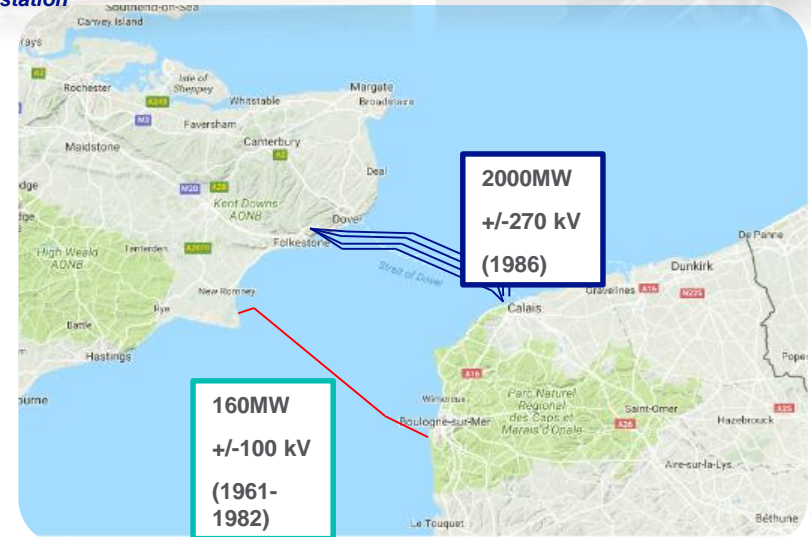 station
Southend-on-Sea
Canvey Island
Rochester
Isle of
Sheppey
A249
Whitstable
Margate
Broadstairs
M2
Faversham
Maidstone
Canterbury
A2
Deal
M20
A28
Kent Downs
AONB
Dover
2000MW
+/-270 kV
(1986)
High Weald
AONB
Tenterden
A2070
Folkestone
Strait of Dover
De Panne
Dunkirk
Gravelines
A16
Calais
New Romney
Rye
Battle
Hastings
A16
160MW
+/-100 kV
(1961-
1982)
Wimereux
Boulogne-sur-Mer
Parc Naturel
Régional
des Caps et
Marais d'Opale
Saint-Omer
A26
A25
Hazebrouck
Aire-sur-la-Lys
Le Touquet
Béthune